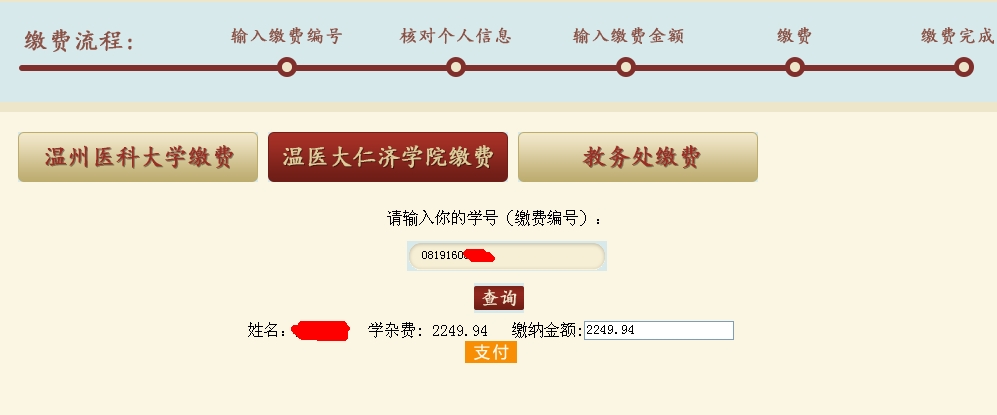 缴费流程: 输入缴费编号 核对个人信息 输入缴费金额 缴费 缴费完成
温州医科大学缴费 温医大仁济学院缴费 教务处缴费
请输入你的学号（缴费编号）：
0819160
查询
姓名: 学杂费: 2249.94 缴纳金额:2249.94
支付